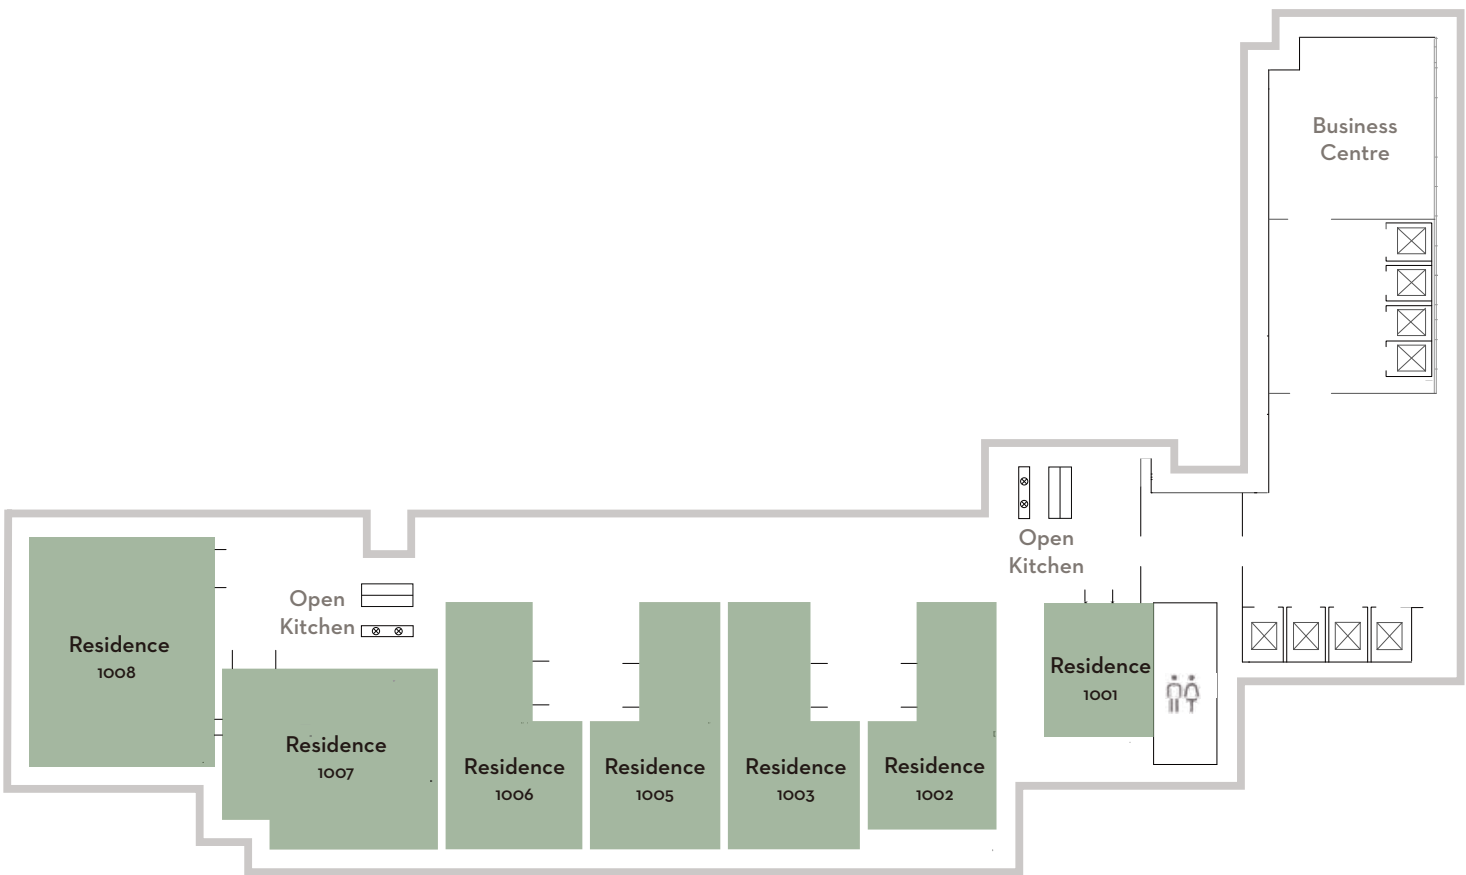 Business
Centre
Open
Kitchen
Open
Kitchen
Residence
1008
Residence
1007
Residence
1006
Residence
1005
Residence
1003
Residence
1002
Residence
1001